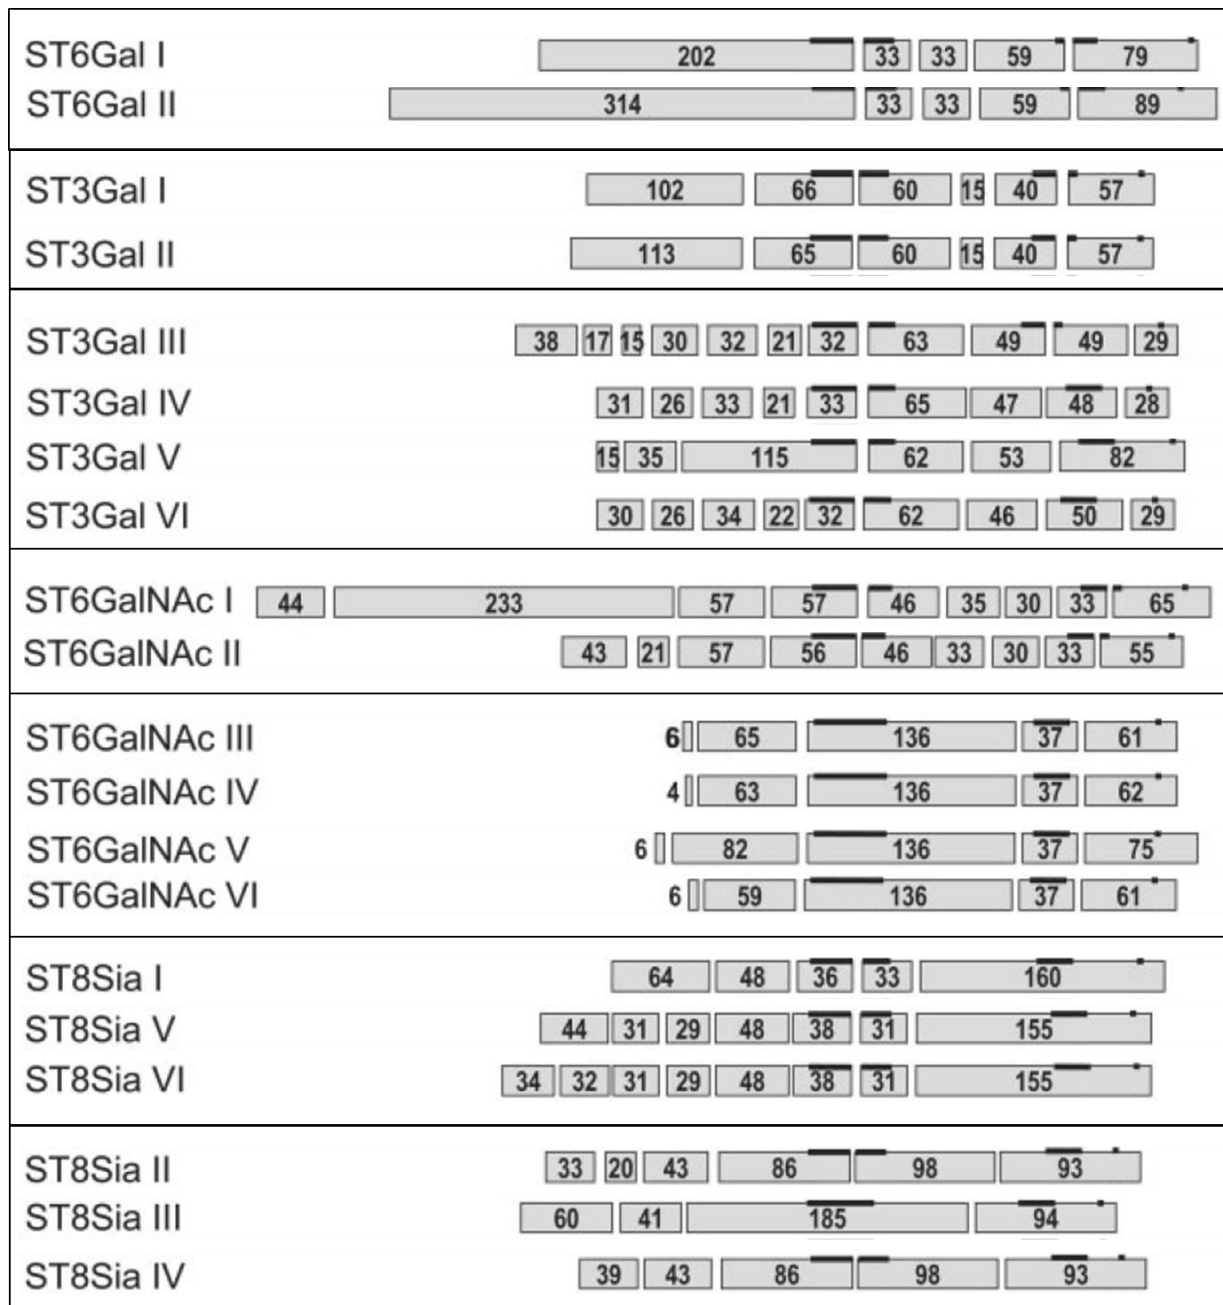 ST6Gal I 202 33 33 59 79
ST6Gal II 314 33 33 59 89
ST3Gal I 102 66 60 15 40 57
ST3Gal II 113 65 60 15 40 57
ST3Gal III 38 17 15 30 32 21 32 63 49 49 29
ST3Gal IV 31 26 33 21 33 65 47 48 28
ST3Gal V 15 35 115 62 53 82
ST3Gal VI 30 26 34 22 32 62 46 50 29
ST6GalNAc I 44 233 57 57 46 35 30 33 65
ST6GalNAc II 43 21 57 56 46 33 30 33 55
ST6GalNAc III 6 65 136 37 61
ST6GalNAc IV 4 63 136 37 62
ST6GalNAc V 6 82 136 37 75
ST6GalNAc VI 6 59 136 37 61
ST8Sia I 64 48 36 33 160
ST8Sia V 44 31 29 48 38 31 155
ST8Sia VI 34 32 31 29 48 38 31 155
ST8Sia II 33 20 43 86 98 93
ST8Sia III 60 41 185 94
ST8Sia IV 39 43 86 98 93